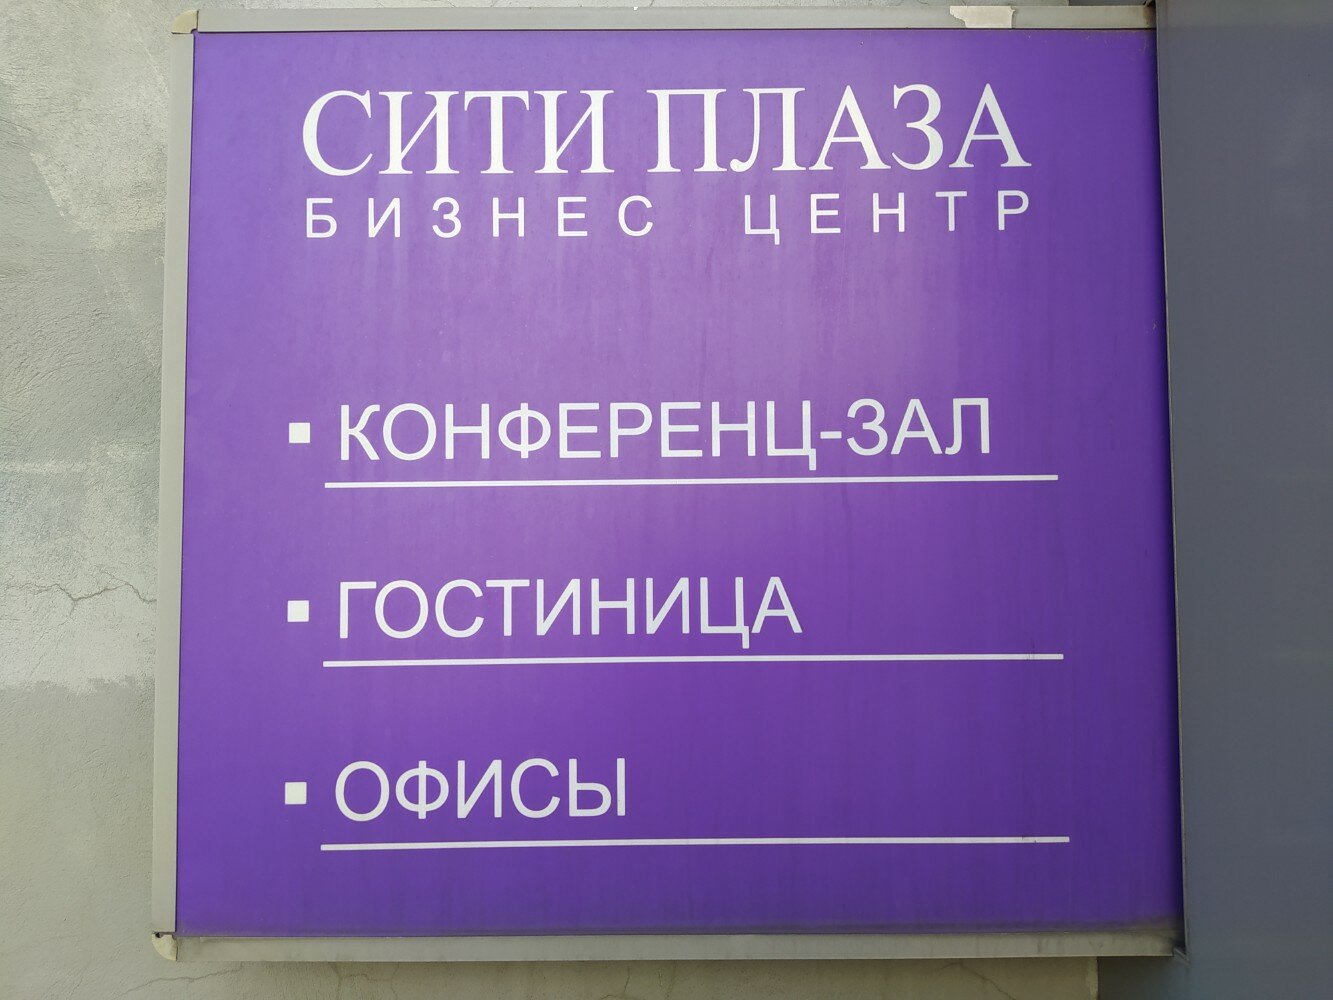 СИТИ ПЛАЗА
БИЗНЕС ЦЕНТР
КОНФЕРЕНЦ-ЗАЛ
ГОСТИНИЦА
ОФИСЫ